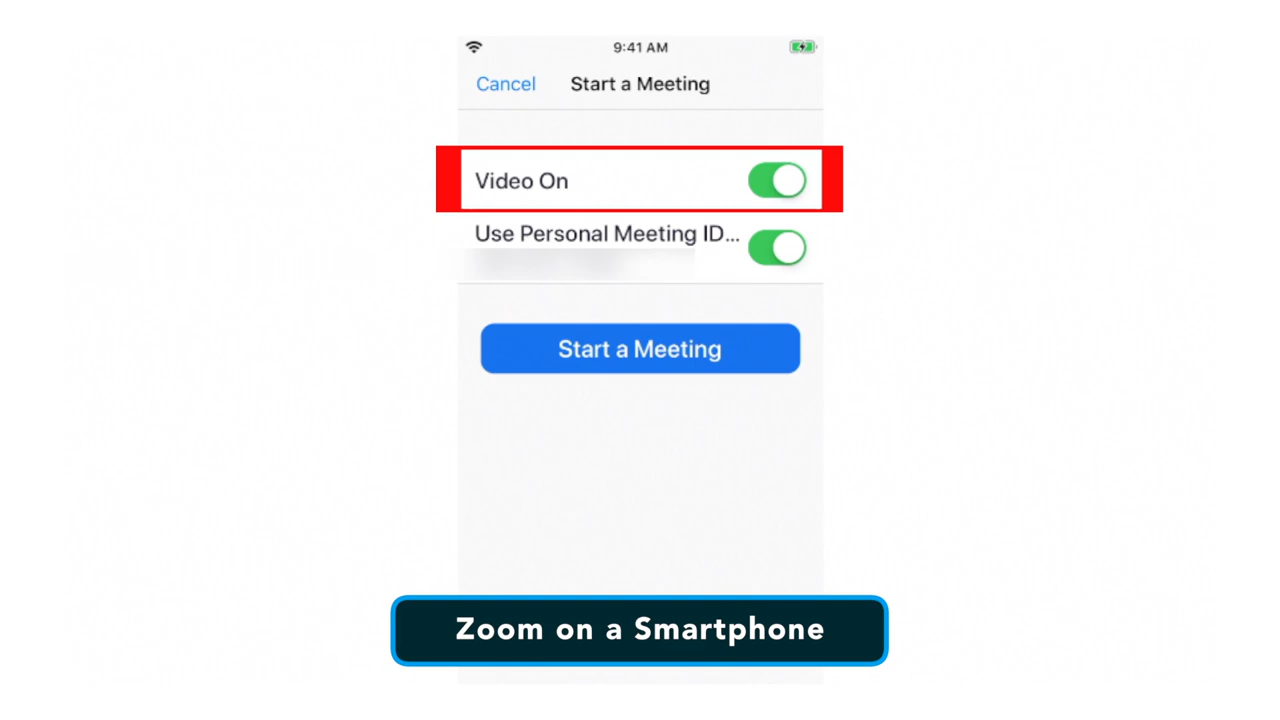 9:41 AM
Cancel Start a Meeting
Video On
Use Personal Meeting ID...
Start a Meeting
Zoom on a Smartphone